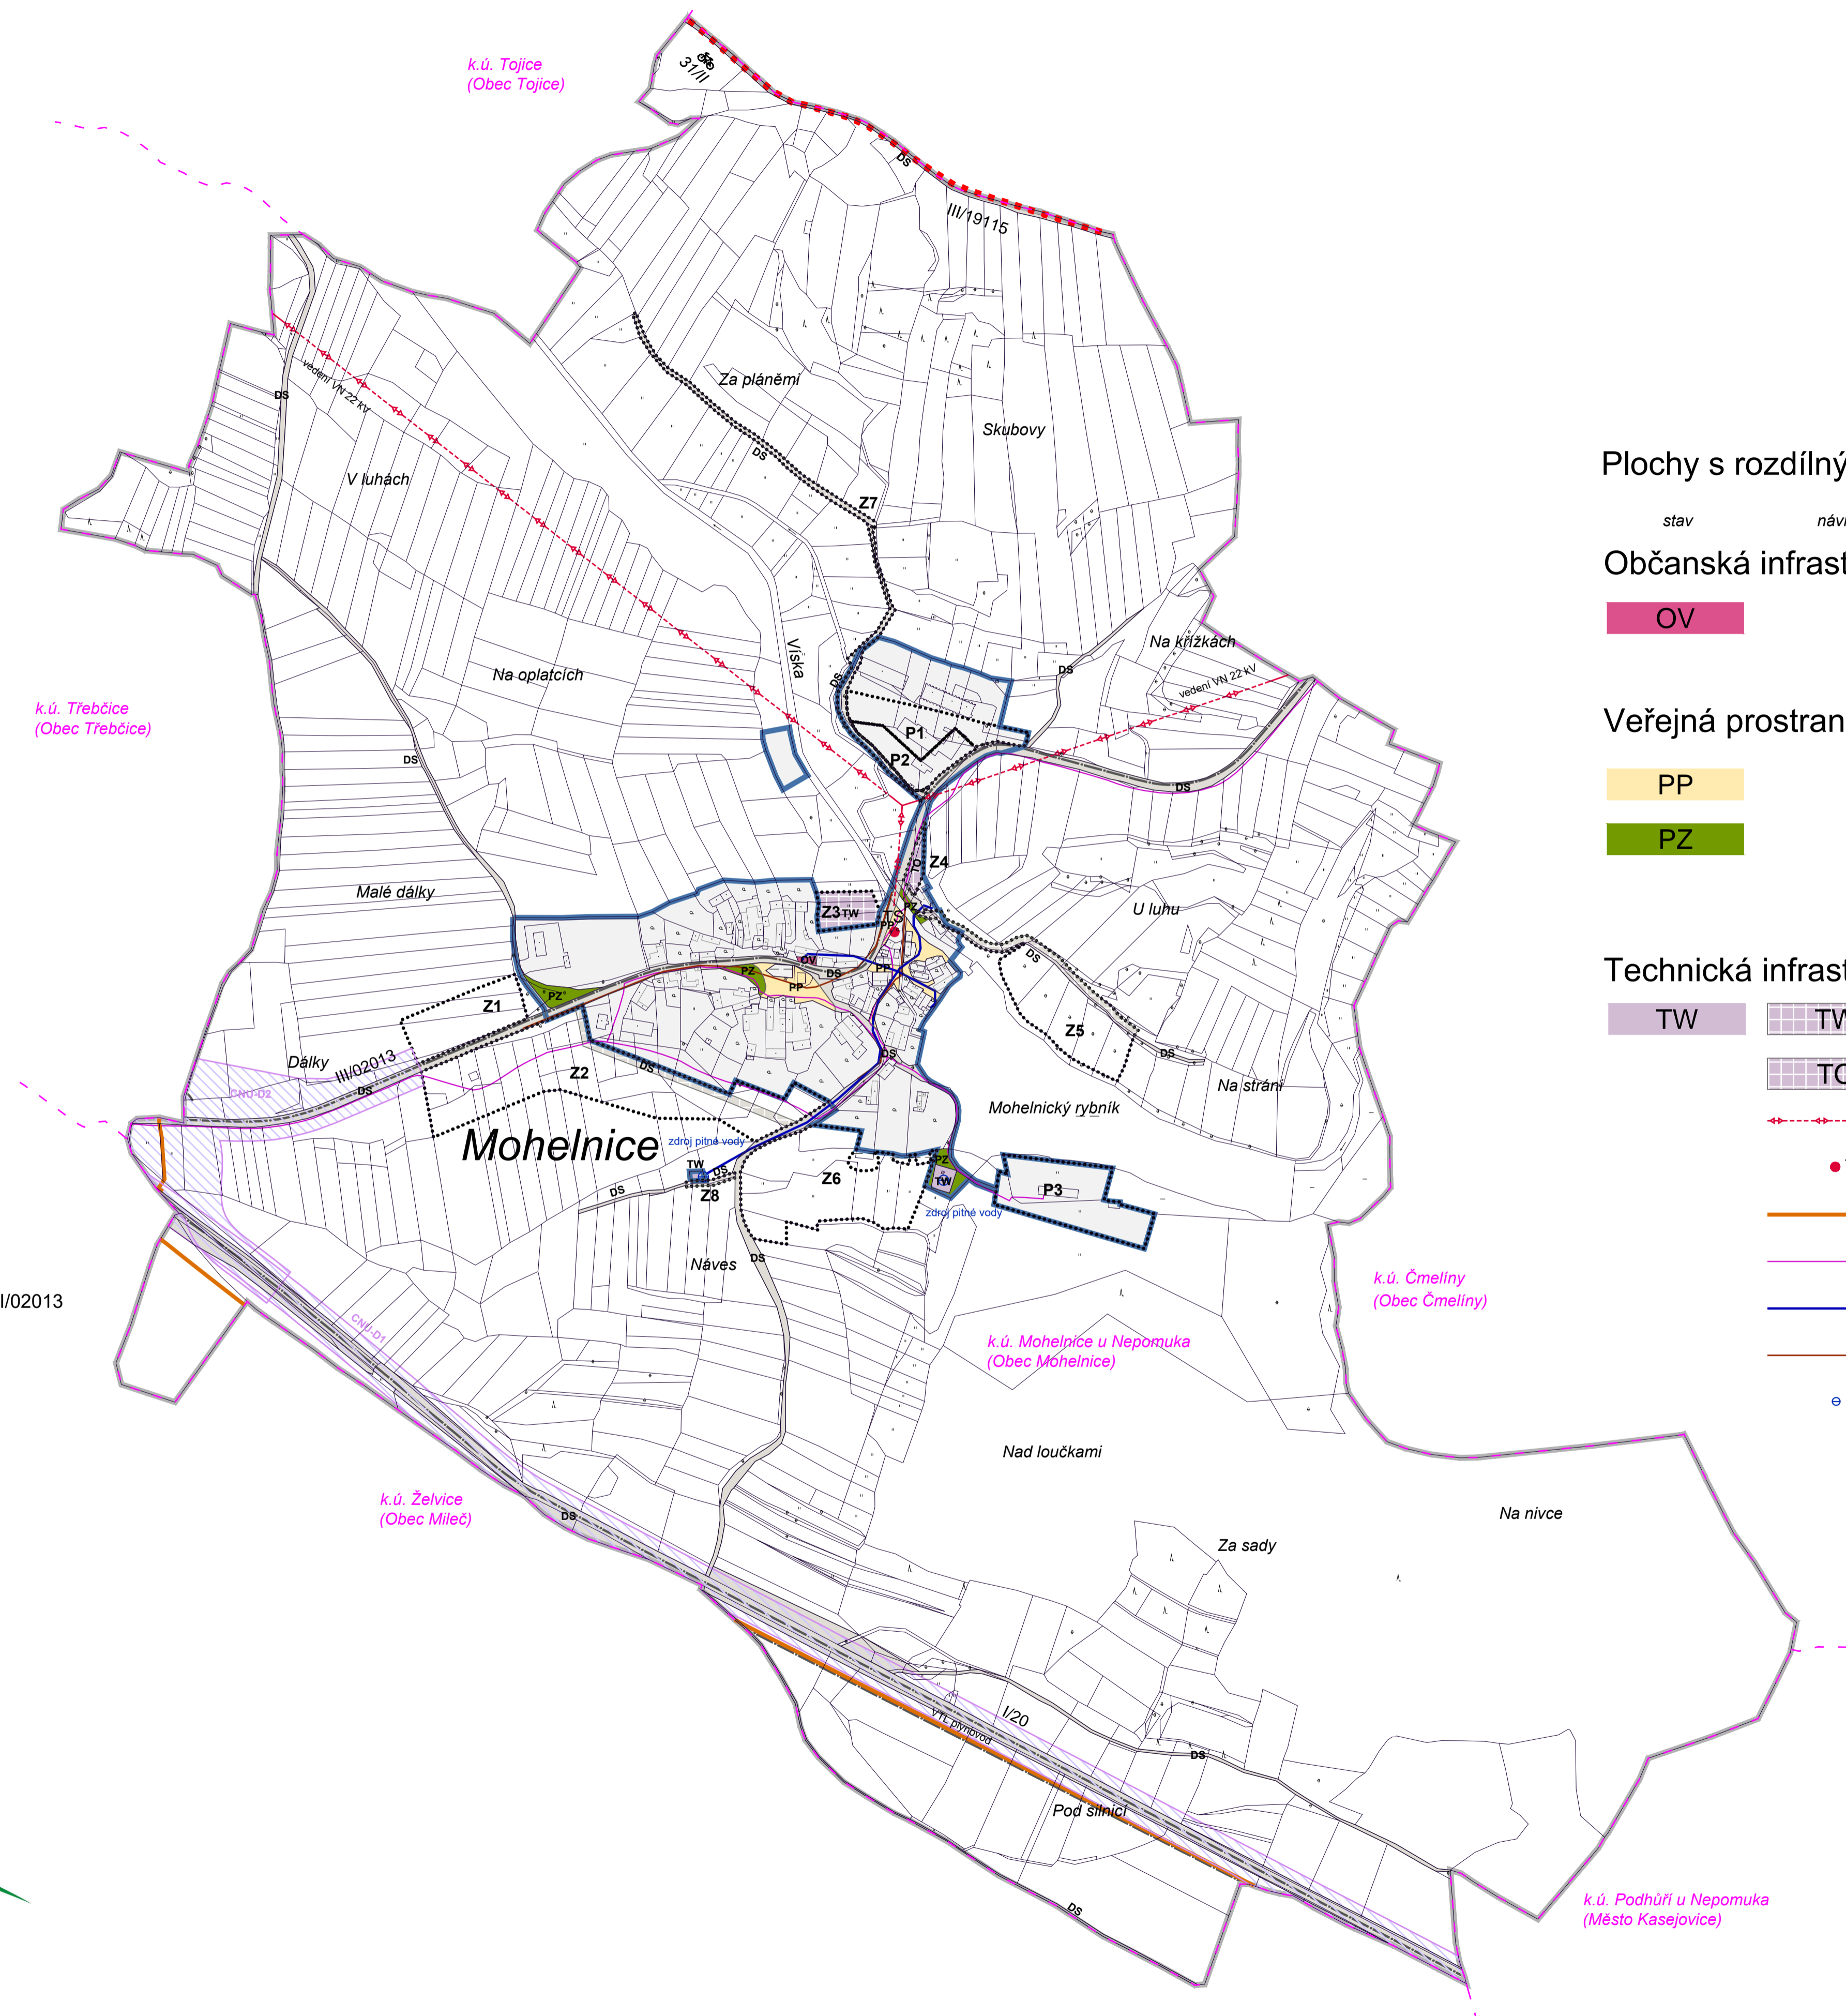 k.ú. Tojice
(Obec Tojice)
31/II
DS
III/19115
vedení VN 22 kV
DS
Za pláněmi
Skubovy
DS
V luhách
Z7
Plochy s rozdílný
stav
návr
Občanská infrast
OV
Na křížkách
Víska
DS
DS
vedení VN 22 kV
Na oplatcích
k.ú. Třebčice
(Obec Třebčice)
Veřejná prostran
P1
P2
DS
DS
PP
PZ
TO
Z4
Malé dálky
U luhu
Z3 TW
TS
PZ
PP
DS
OV
PP
DS
PZ
PP
Technická infrast
TW
TW
PZ
Z1
Z5
DS
DS
Dálky
III/02013
Z2
DS
CNU-D2
DS
Na stráni
TO
Mohelnický rybník
Mohelnice
zdroj pitné vody
PZ
TW
DS
Z6
TW
P3
DS
Z8
zdroj pitné vody
DS
Náves
k.ú. Čmelíny
(Obec Čmelíny)
I/02013
CNU-D1
k.ú. Mohelnice u Nepomuka
(Obec Mohelnice)
Nad loučkami
k.ú. Želvice
(Obec Mileč)
Na nivce
DS
Za sady
I/20
VTL plynovod
DS
Pod silnicí
k.ú. Podhůří u Nepomuka
(Město Kasejovice)
DS